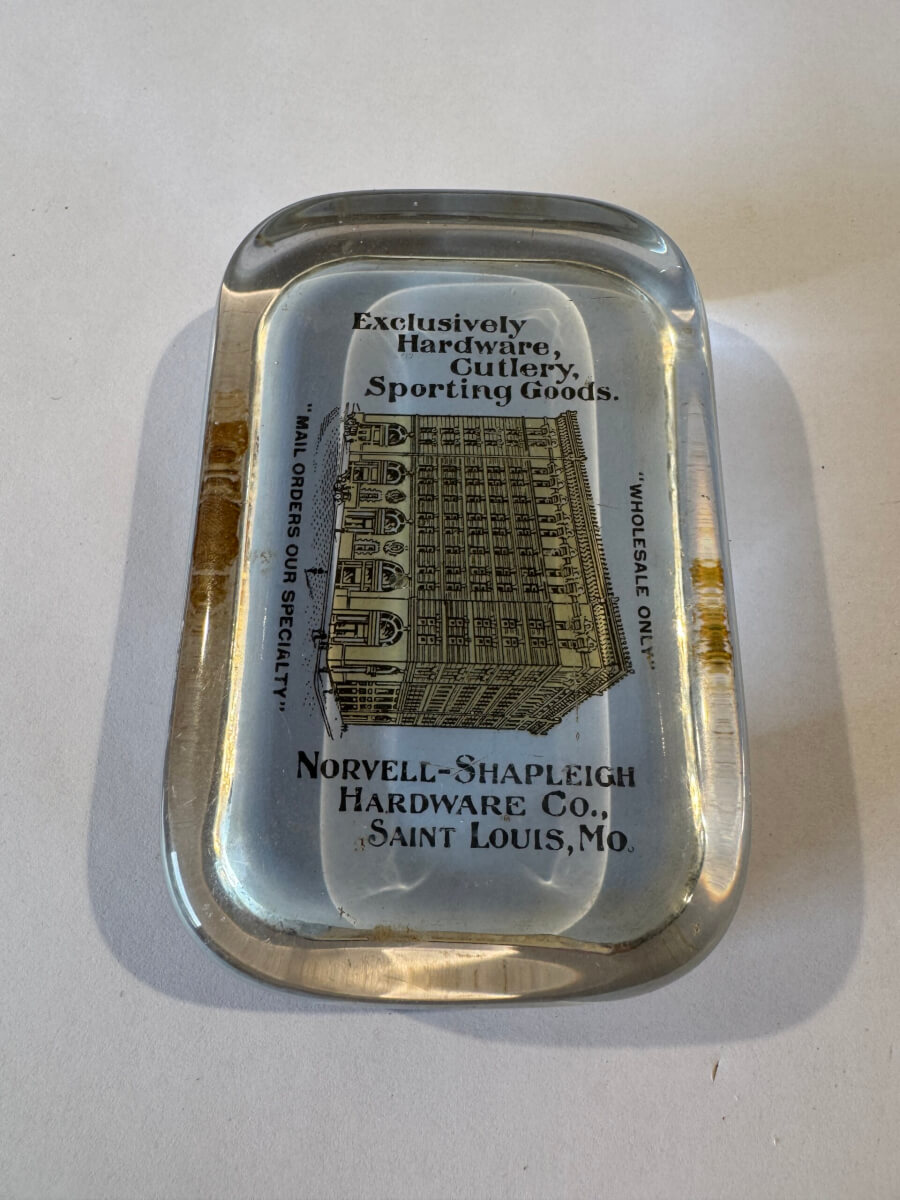 Exclusively
Hardware,
Cutlery,
Sporting Goods.
"MAIL ORDERS OUR SPECIALTY"
"WHOLESALE ONLY"
NORVELL-SHAPLEIGH
HARDWARE CO.,
SAINT LOUIS, MO.